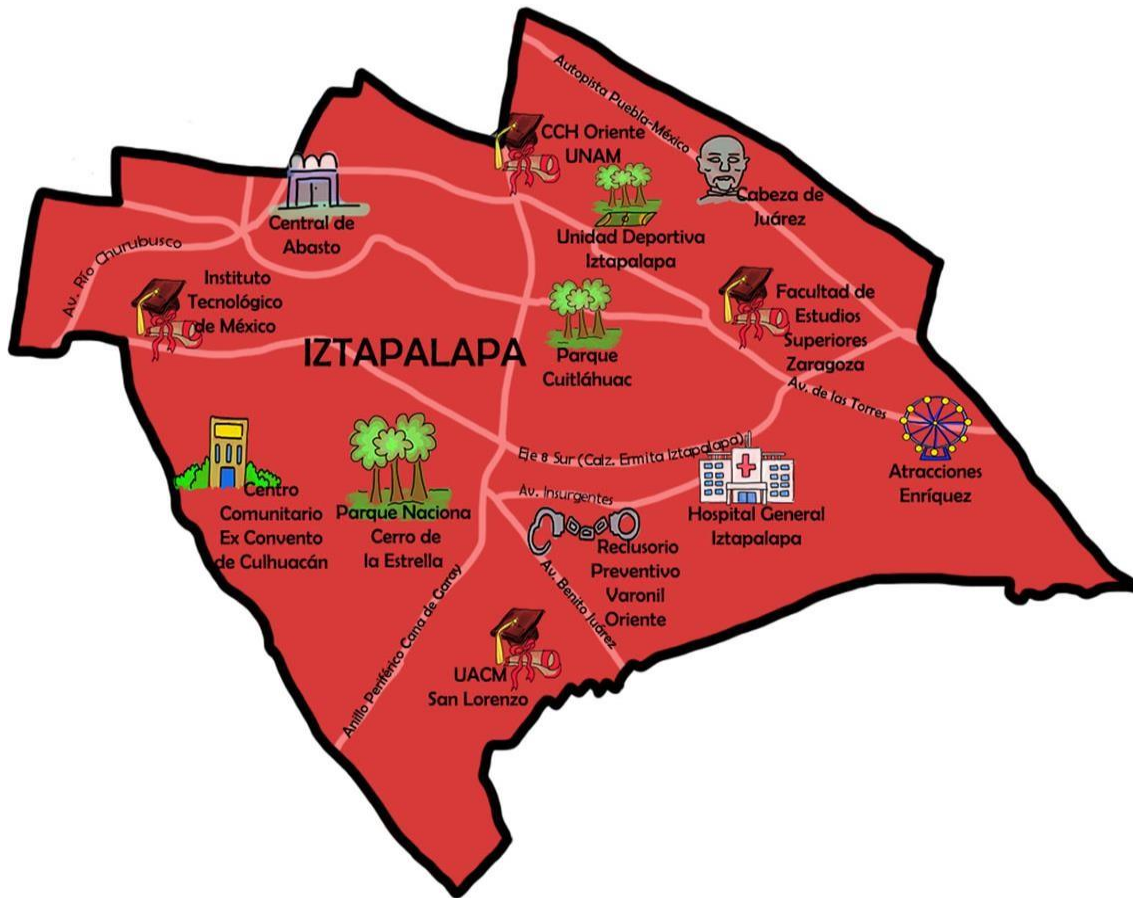 Autopista Puebla-México
CCH Oriente
UNAM
Cabeza de
Juárez
Central de
Abasto
Unidad Deportiva
Iztapalapa
Av. Río Churubusco
Instituto
Tecnológico
de México
Facultad de
Estudios
Superiores
Zaragoza
IZTAPALAPA
Parque
Cuitláhuac
Av. de las Torres
Eje 8 Sur (Calz. Ermita Iztapalapa)
Atracciones
Enríquez
Centro
Comunitario
Ex Convento
de Culhuacán
Parque Naciona
Cerro de
la Estrella
Av. Insurgentes
Hospital General
Iztapalapa
Reclusorio
Preventivo
Varonil
Oriente
Av. Benito Juárez
Anillo Periférico Cana de Garay
UACM
San Lorenzo